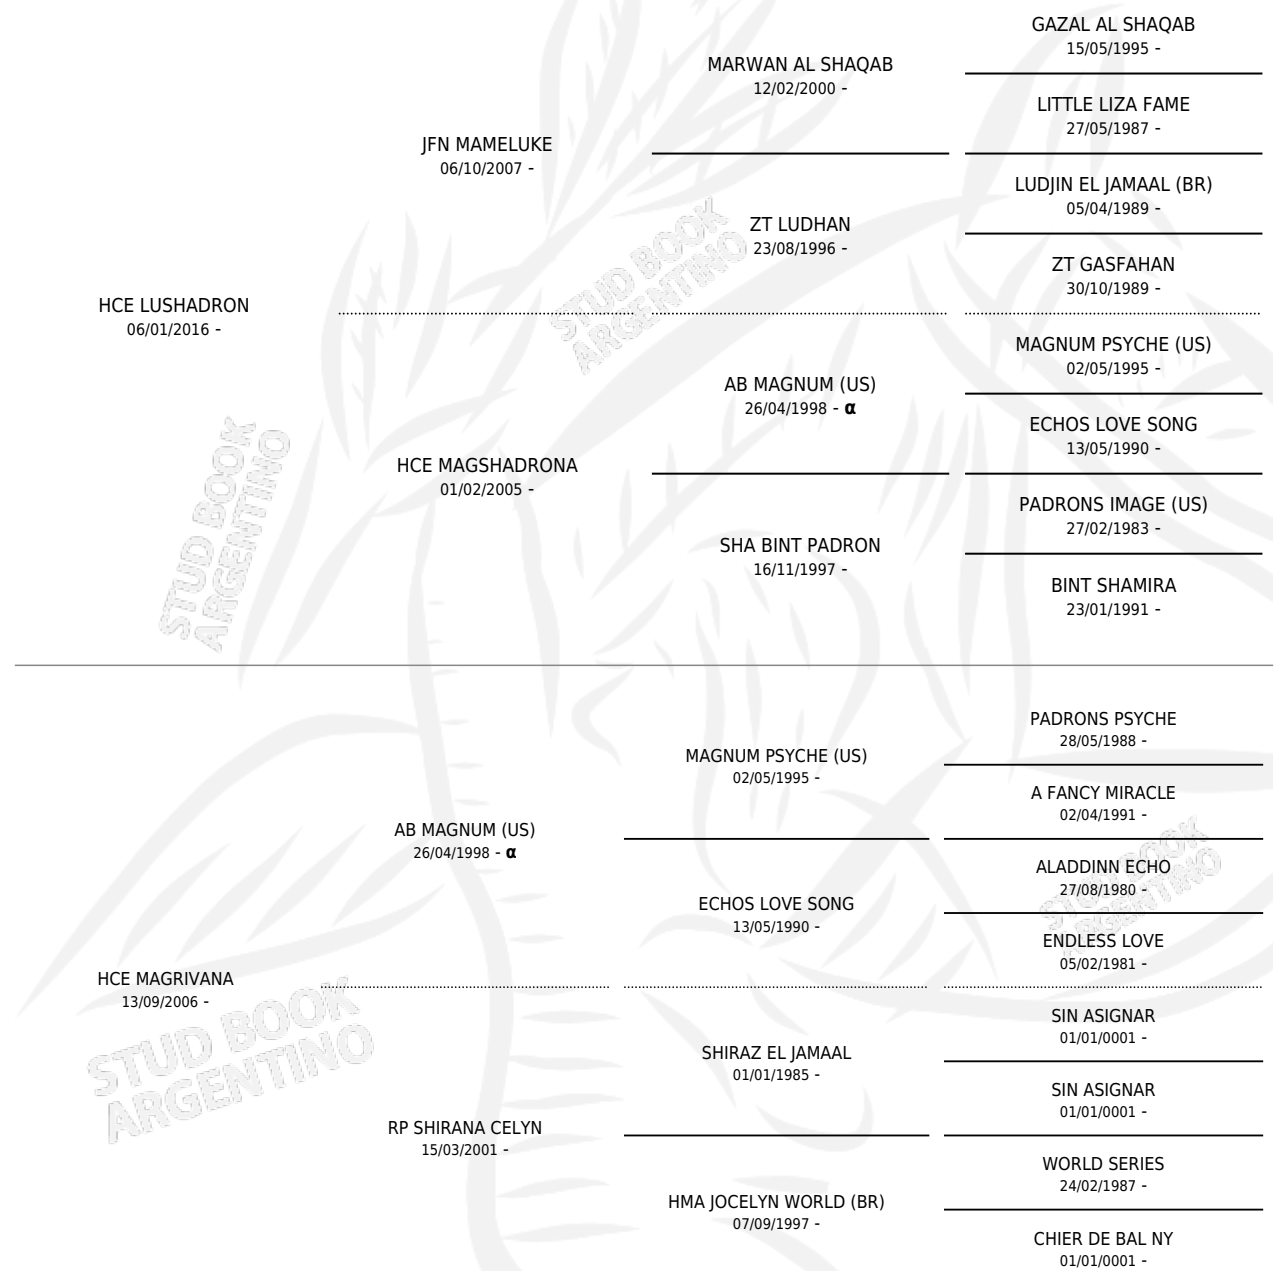 GAZAL AL SHAQAB
15/05/1995 -
MARWAN AL SHAQAB
12/02/2000 -
LITTLE LIZA FAME
27/05/1987 -
JFN MAMELUKE
06/10/2007 -
LUDJIN EL JAMAAL (BR)
05/04/1989 -
ZT LUDHAN
23/08/1996 -
ZT GASFAHAN
30/10/1989 -
HCE LUSHADRON
06/01/2016 -
MAGNUM PSYCHE (US)
02/05/1995 -
AB MAGNUM (US)
26/04/1998 - α
ECHOS LOVE SONG
13/05/1990 -
HCE MAGSHADRONA
01/02/2005 -
PADRONS IMAGE (US)
27/02/1983 -
SHA BINT PADRON
16/11/1997 -
BINT SHAMIRA
23/01/1991 -
STUD BOOK
ARGENTINO
STUD BOOK
ARGENTINO
PADRONS PSYCHE
28/05/1988 -
MAGNUM PSYCHE (US)
02/05/1995 -
A FANCY MIRACLE
02/04/1991 -
AB MAGNUM (US)
26/04/1998 - α
ALADDINN ECHO
27/08/1980 -
ECHOS LOVE SONG
13/05/1990 -
ENDLESS LOVE
05/02/1981 -
HCE MAGRIVANA
13/09/2006 -
SIN ASIGNAR
01/01/0001 -
SHIRAZ EL JAMAAL
01/01/1985 -
SIN ASIGNAR
01/01/0001 -
RP SHIRANA CELYN
15/03/2001 -
WORLD SERIES
24/02/1987 -
HMA JOCELYN WORLD (BR)
07/09/1997 -
CHIER DE BAL NY
01/01/0001 -
STUD BOOK
ARGENTINO
STUD BOOK
ARGENTINO